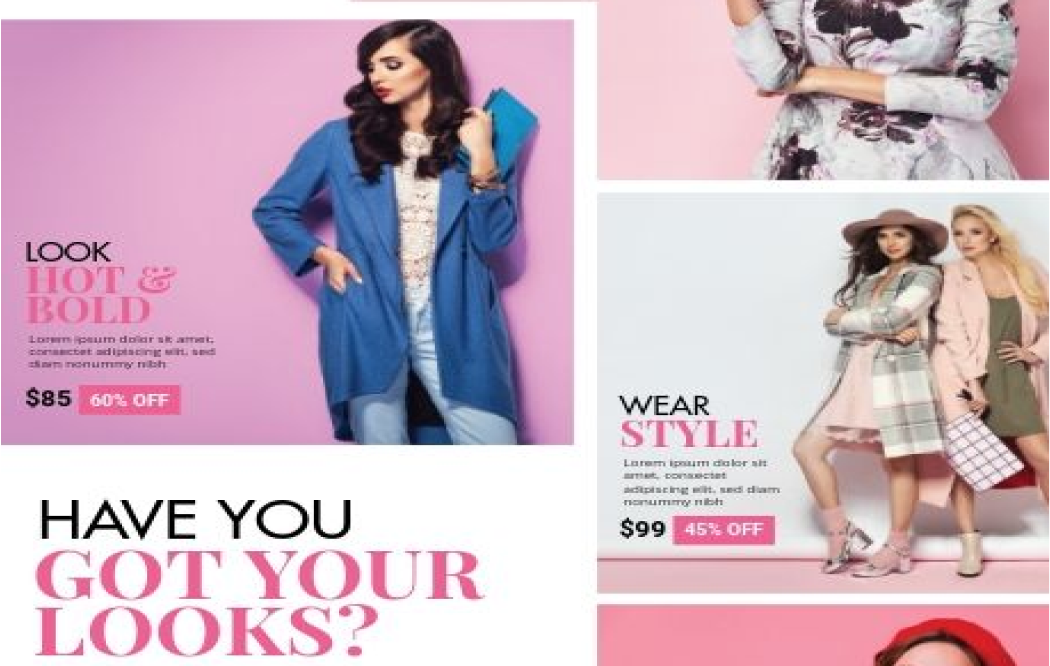 LOOK
HOT &
BOLD
Lorem ipsum dolor sit amet,
consectet adipiscing elit, sed
diam nonummy nibh
$85 60% OFF
HAVE YOU
GOT YOUR
LOOKS?
WEAR
STYLE
Lorem ipsum dolor sit
amet, consectet
adipiscing elit, sed diam
nonummy nibh
$99 45% OFF